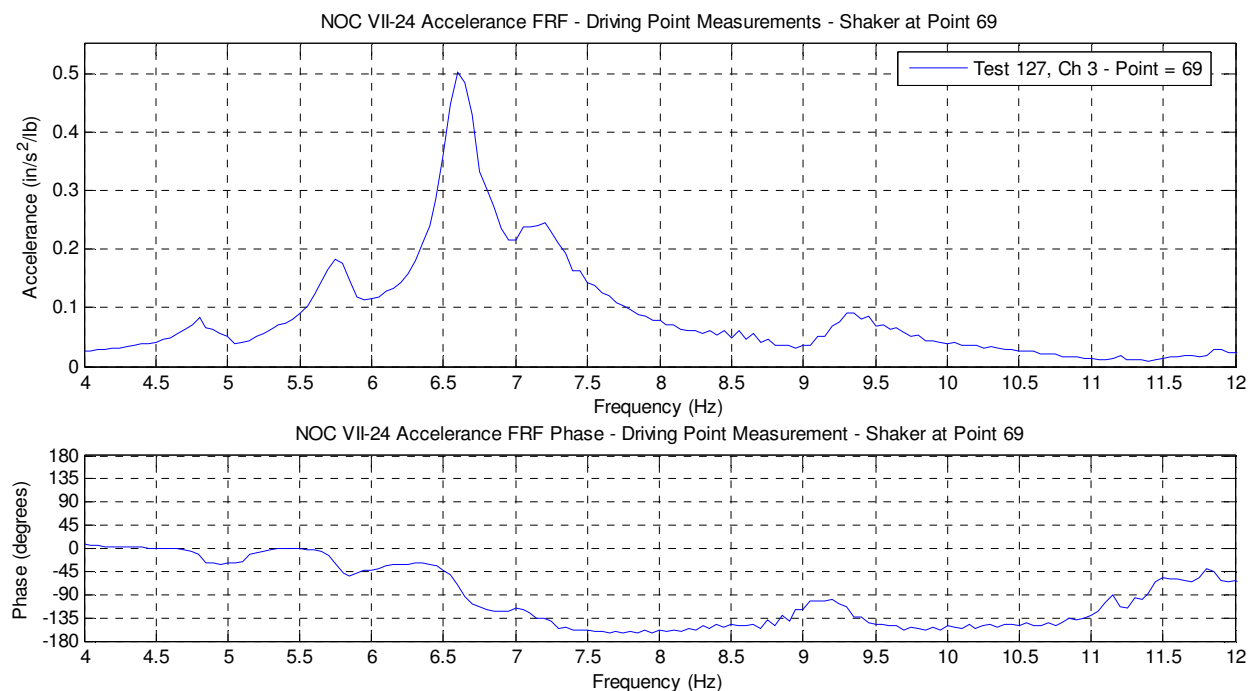 NOC VII-24 Accelerance FRF - Driving Point Measurements - Shaker at Point 69
Test 127, Ch 3 - Point = 69
Accelerance (in/s²/lb)
0.5
0.4
0.3
0.2
0.1
0
4 4.5 5 5.5 6 6.5 7 7.5 8 8.5 9 9.5 10 10.5 11 11.5 12
Frequency (Hz)
NOC VII-24 Accelerance FRF Phase - Driving Point Measurement - Shaker at Point 69
Phase (degrees)
180
135
90
45
0
-45
-90
-135
-180
4 4.5 5 5.5 6 6.5 7 7.5 8 8.5 9 9.5 10 10.5 11 11.5 12
Frequency (Hz)